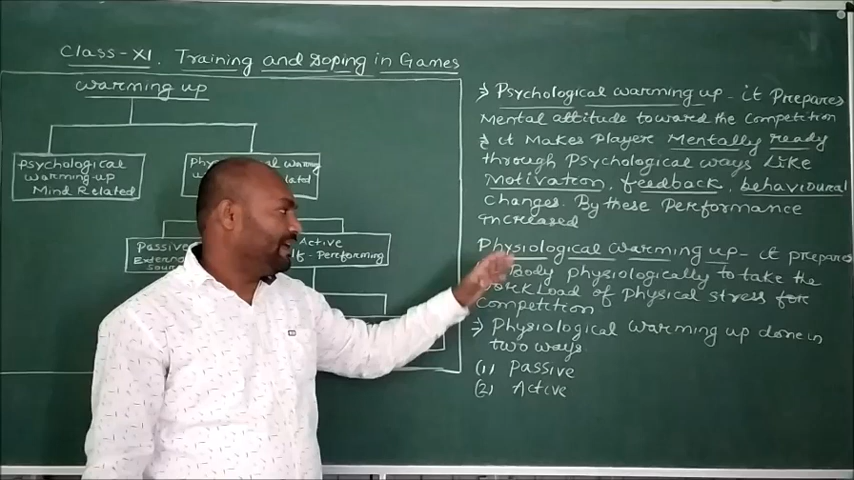 Class-XI. Training and Doping in Games
Warming up
Psychological
Warming up
Mind Related
Passive
External
Active
Performing
Psychological warming up - it Prepares
Mental attitude toward the Competition
it Makes Player Mentally Ready
through Psychological ways Like
Motivation, feedback, behavioural
Changes. By these Performance
increased
Physiological warming up - it prepares
Body physiologically to take the
Load of Physical stress for
Competition
Physiological warming up done in
two ways.
(1) Passive
(2) Active